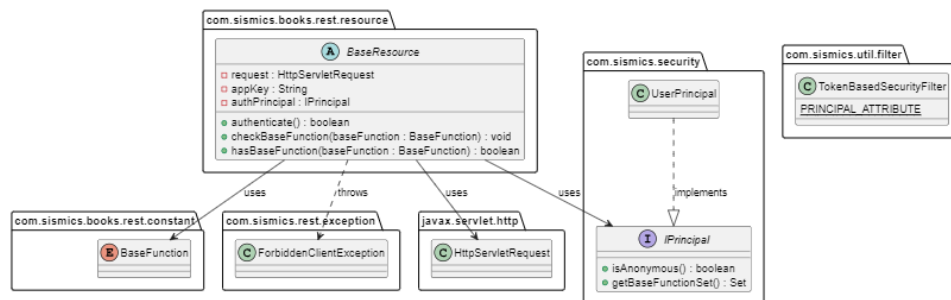 com.sismics.books.rest.resource
A BaseResource
request : HttpServletRequest
appKey : String
authPrincipal : IPrincipal
authenticate() : boolean
checkBaseFunction(baseFunction : BaseFunction) : void
hasBaseFunction(baseFunction : BaseFunction) : boolean
com.sismics.security
C UserPrincipal
com.sismics.util.filter
C TokenBasedSecurityFilter
PRINCIPAL_ATTRIBUTE
uses
throws
uses
uses
implements
com.sismics.books.rest.constant
E BaseFunction
com.sismics.rest.exception
C ForbiddenClientException
javax.servlet.http
C HttpServletRequest
I IPrincipal
isAnonymous() : boolean
getBaseFunctionSet() : Set